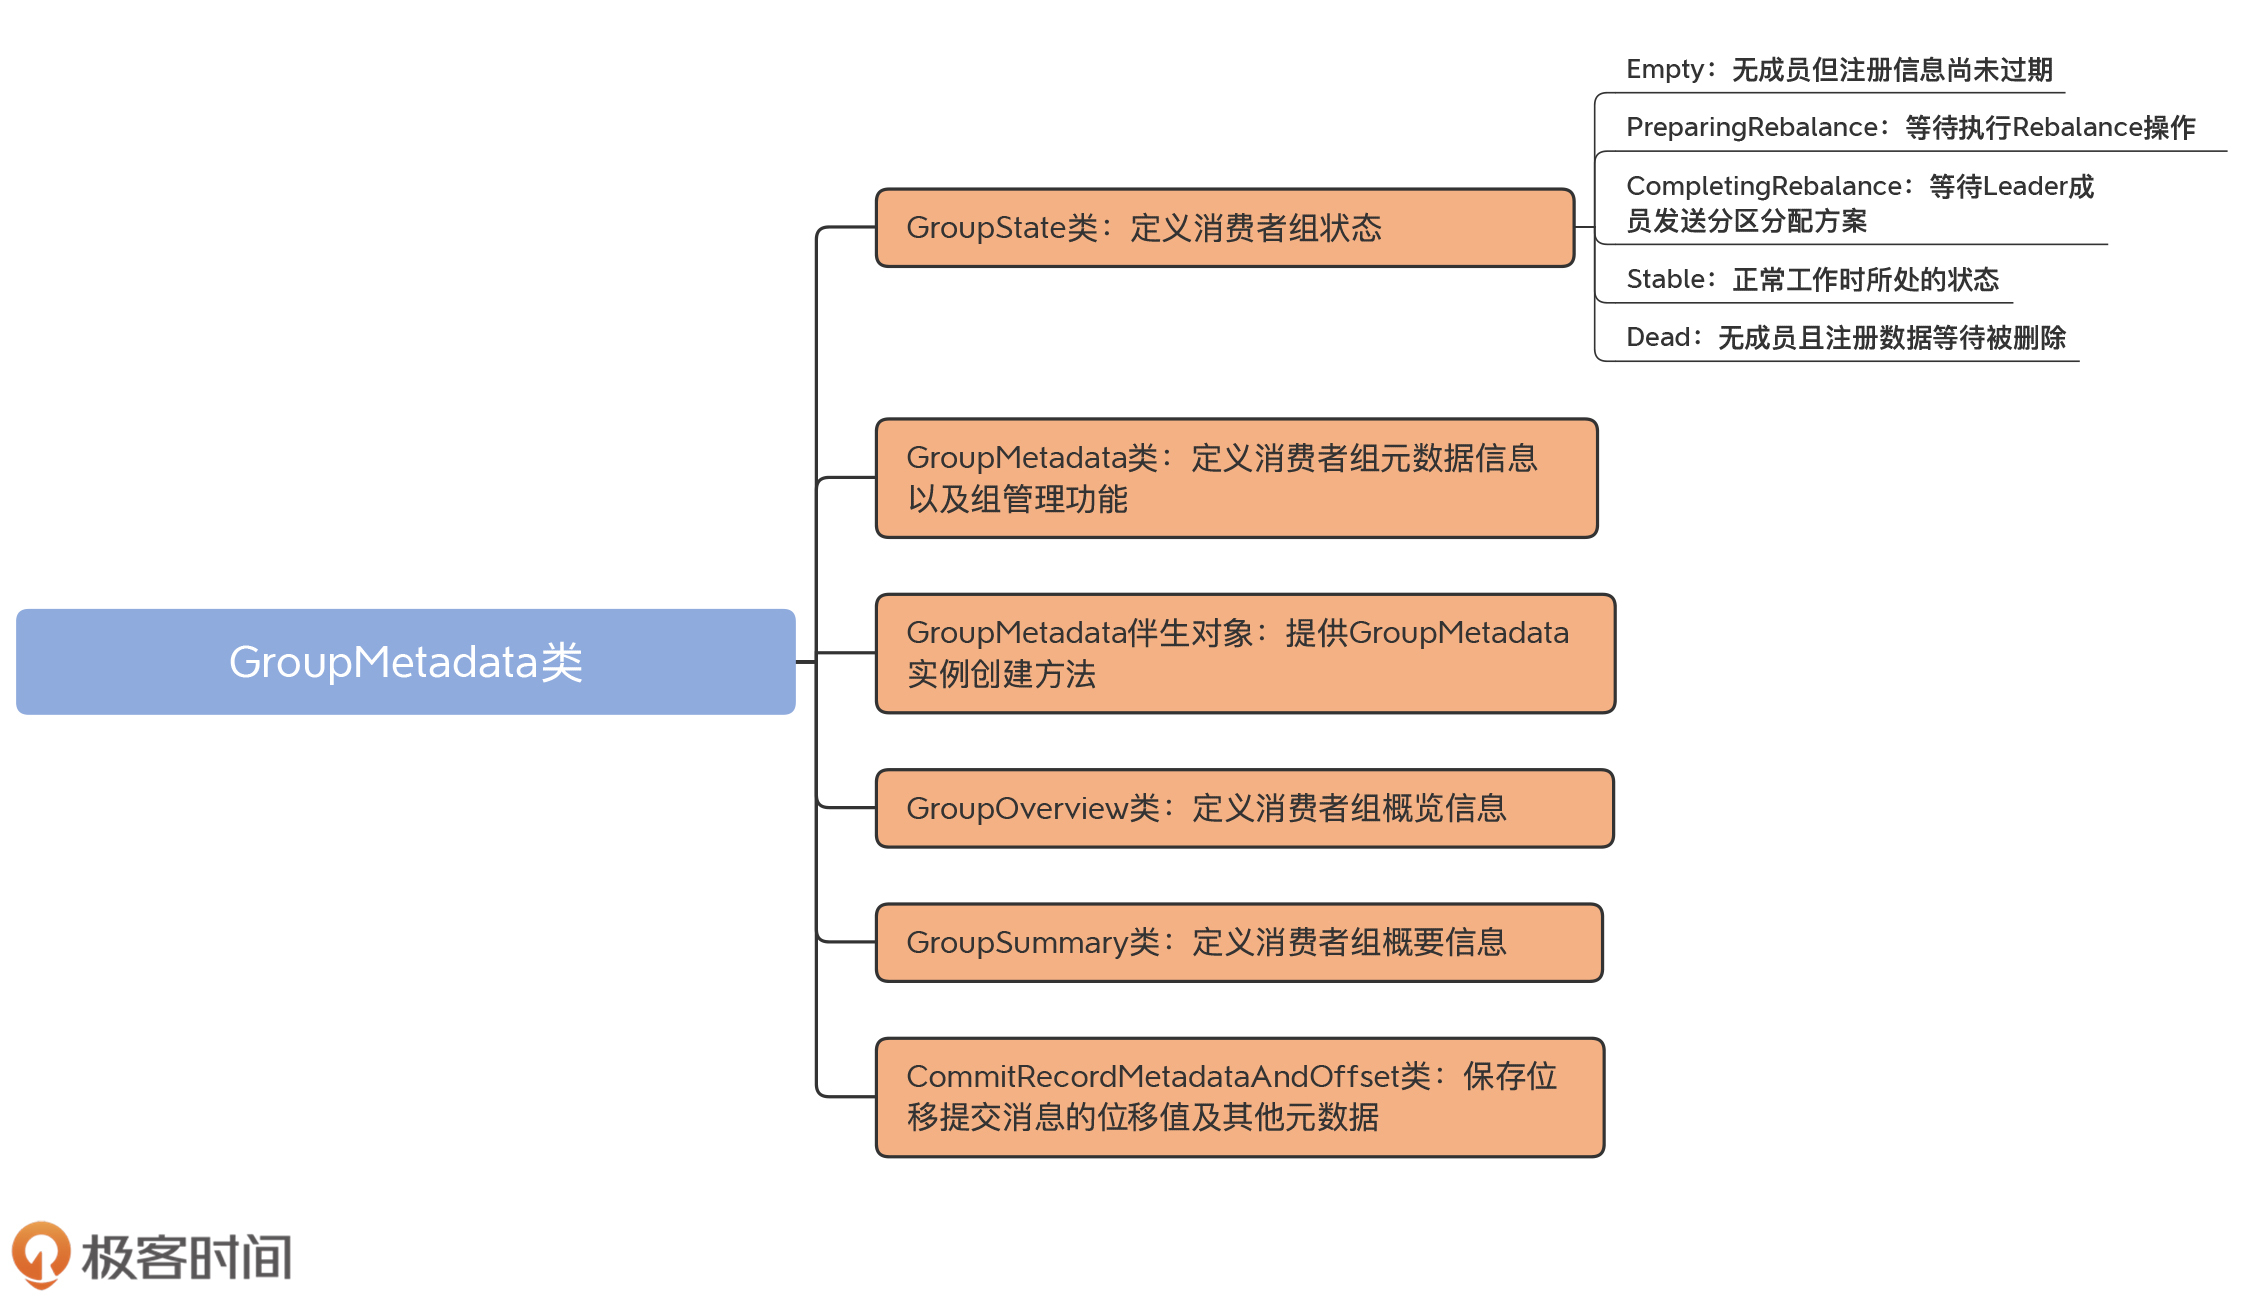 Empty：无成员但注册信息尚未过期
PreparingRebalance：等待执行Rebalance操作
CompletingRebalance：等待Leader成
员发送分区分配方案
Stable：正常工作时所处的状态
Dead：无成员且注册数据等待被删除
GroupState类：定义消费者组状态
GroupMetadata类：定义消费者组元数据信息
以及组管理功能
GroupMetadata伴生对象：提供GroupMetadata
实例创建方法
GroupMetadata类
GroupOverview类：定义消费者组概览信息
GroupSummary类：定义消费者组概要信息
CommitRecordMetadataAndOffset类：保存位
移提交消息的位移值及其他元数据
极客时间